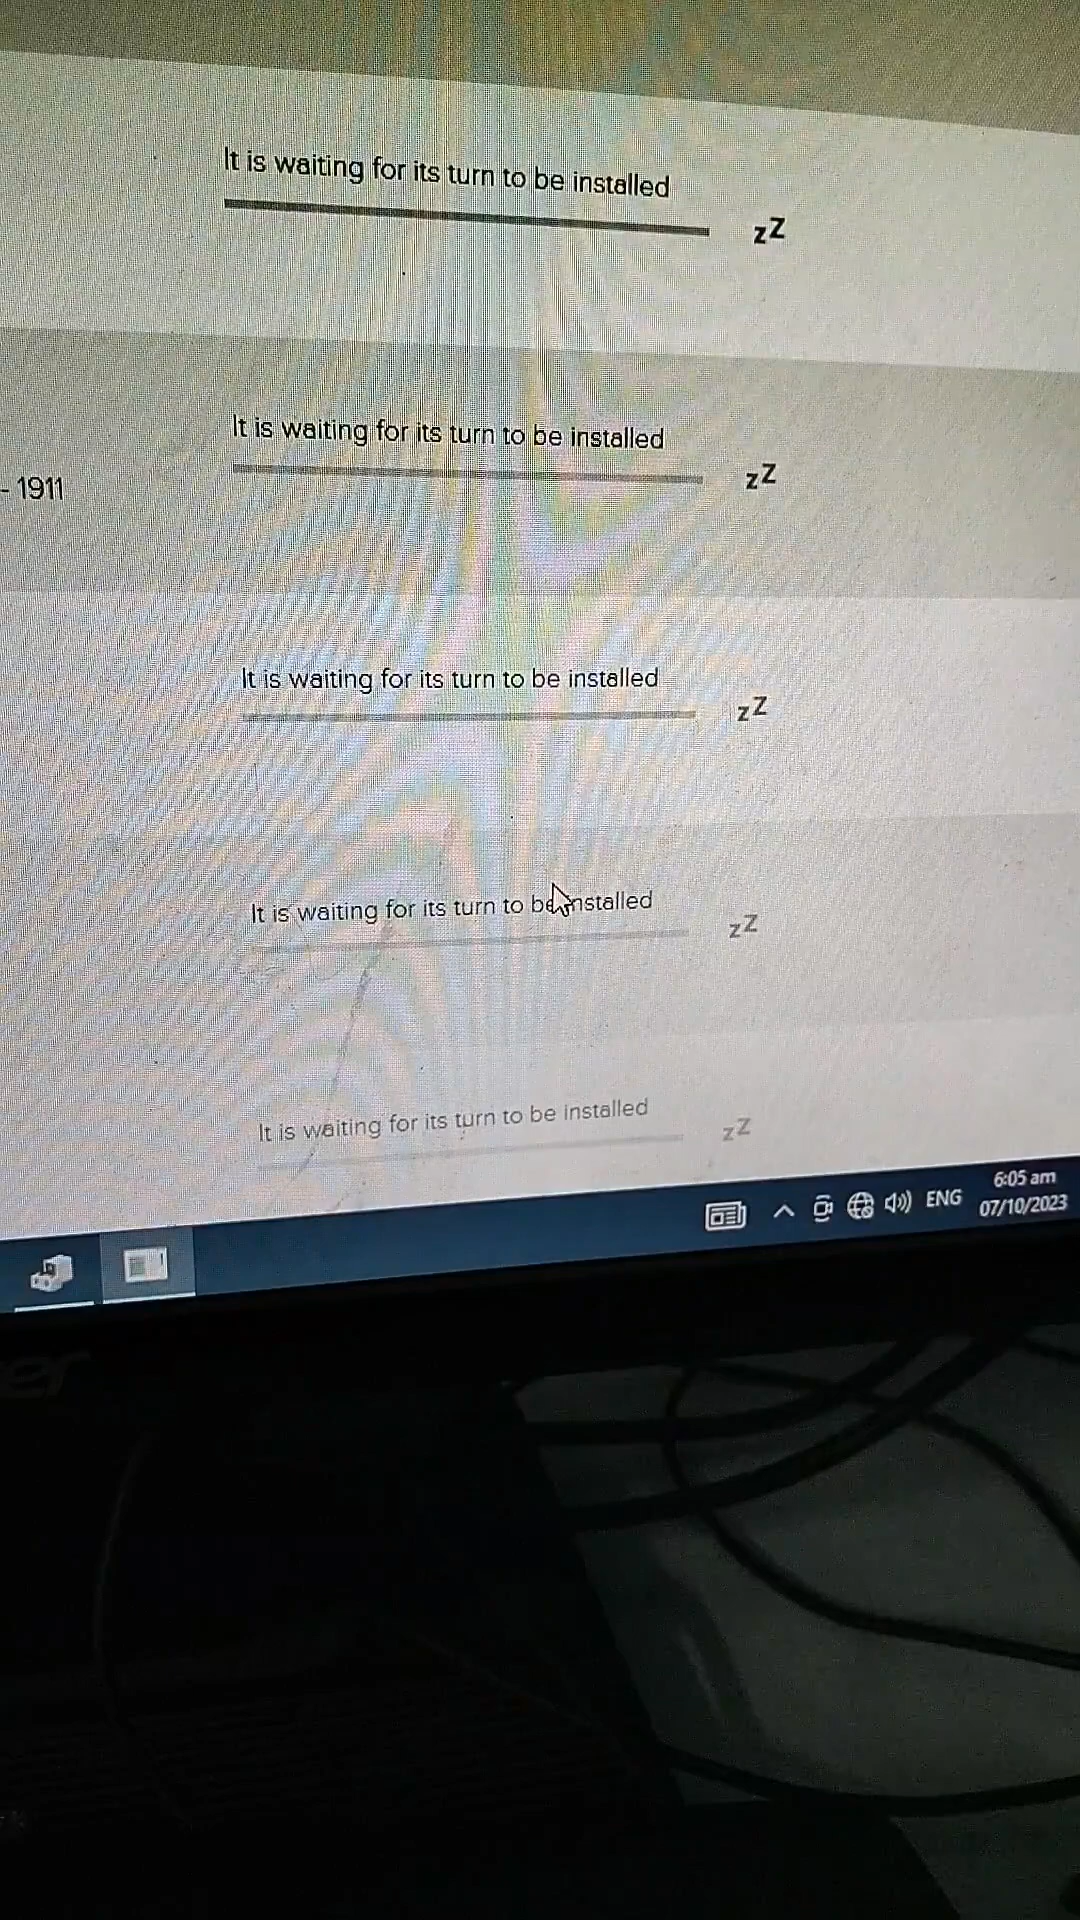 It is waiting for its turn to be installed
zZ
It is waiting for its turn to be installed
zZ
- 1911
It is waiting for its turn to be installed
zZ
It is waiting for its turn to be installed
zZ
It is waiting for its turn to be installed
zZ
6:05 am
ENG
07/10/2023